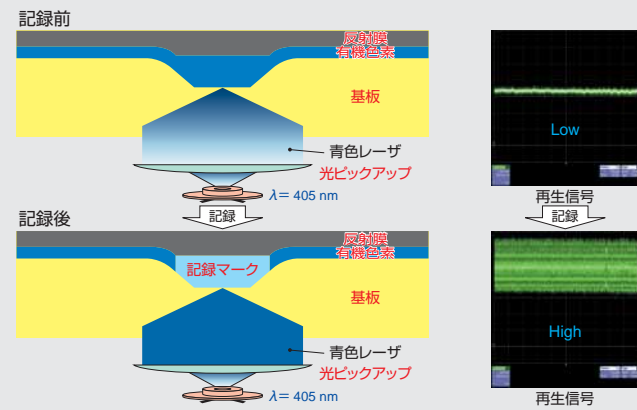 記録前
反射膜
有機色素
基板
青色レーザ
光ピックアップ
λ= 405 nm
Low
再生信号
記録
記録
記録後
反射膜
有機色素
記録マーク
基板
青色レーザ
光ピックアップ
λ= 405 nm
High
再生信号